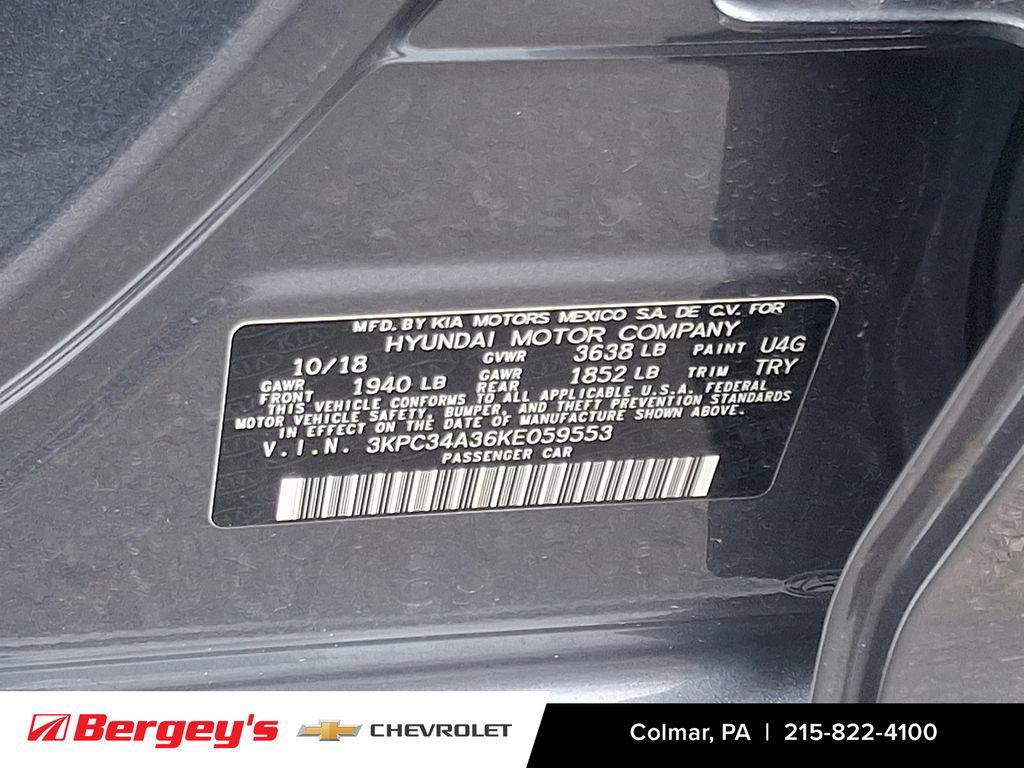 MFD. BY KIA MOTORS MEXICO S.A. DE C.V. FOR
HYUNDAI MOTOR COMPANY
10/18 GVWR 3638 LB PAINT U4G
GAWR FRONT 1940 LB GAWR REAR 1852 LB TRIM TRY
THIS VEHICLE CONFORMS TO ALL APPLICABLE U.S.A. FEDERAL
MOTOR VEHICLE SAFETY, BUMPER, AND THEFT PREVENTION STANDARDS
IN EFFECT ON THE DATE OF MANUFACTURE SHOWN ABOVE.
V.I.N. 3KPC34A36KE059553
PASSENGER CAR
Bergey's CHEVROLET Colmar, PA | 215-822-4100